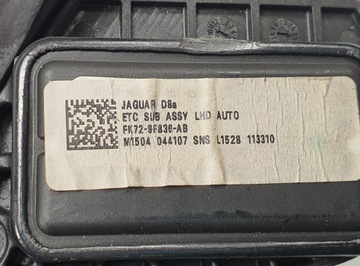 JAGUAR D8a
ETC SUB ASSY LHD AUTO
FK72-9F836-AB
M1504 044107 SNS L1528 113310